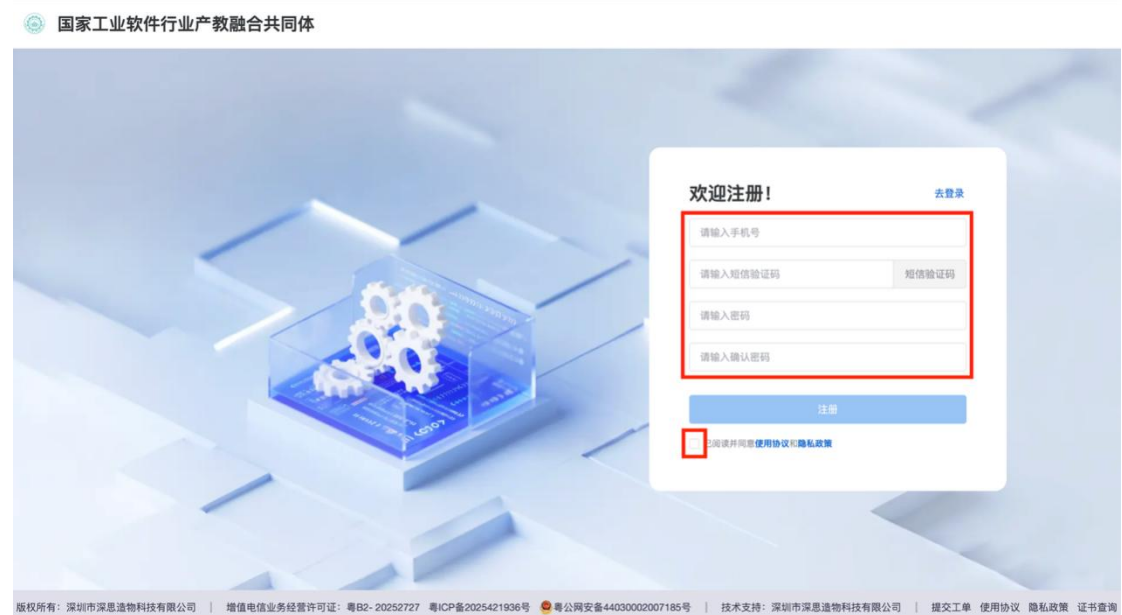 国家工业软件行业产教融合共同体
欢迎注册！
去登录
请输入手机号
请输入短信验证码
短信验证码
请输入密码
请输入确认密码
注册
已阅读并同意使用协议和隐私政策
版权所有：深圳市深思造物科技有限公司 | 增值电信业务经营许可证：粤B2- 20252727 粤ICP备2025421936号 粤公网安备44030002007185号 | 技术支持：深圳市深思造物科技有限公司 | 提交工单 使用协议 隐私政策 证书查询